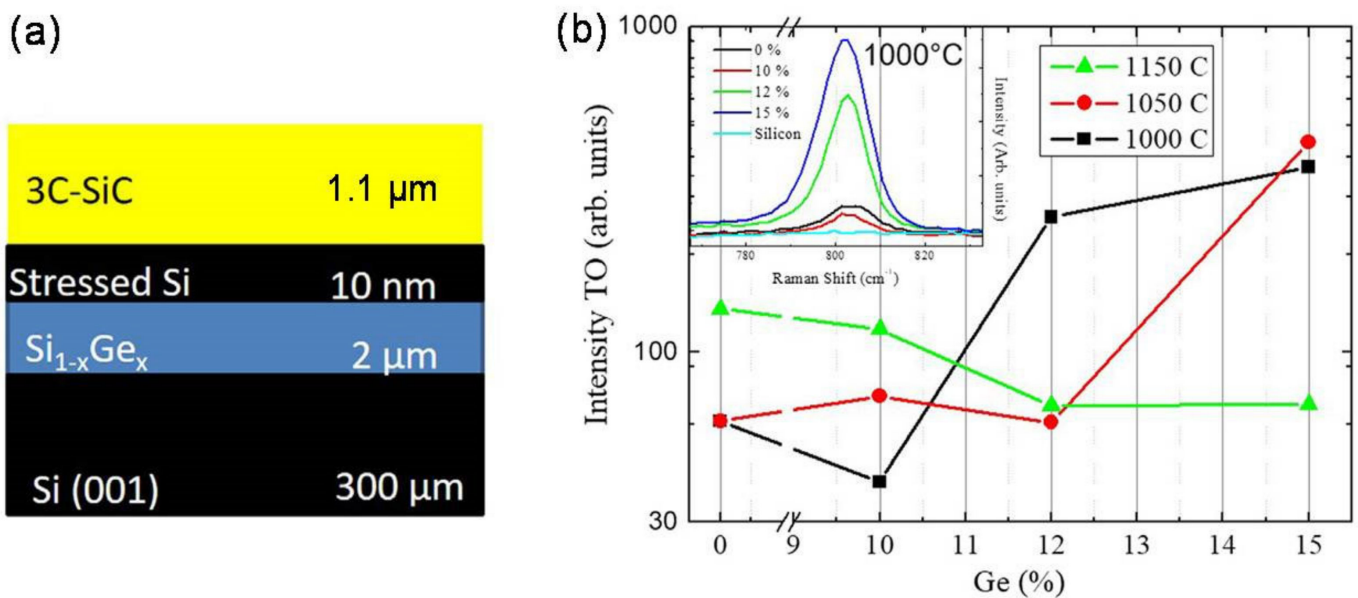 (a)
3C-SiC 1.1 µm
Stressed Si 10 nm
Si1-xGex 2 µm
Si (001) 300 µm
(b)
1000
100
30
Intensity TO (arb. units)
0 %
10 %
12 %
15 %
Silicon
1000°C
Intensity (Arb. units)
780 800 820
Raman Shift (cm-1)
1150 C
1050 C
1000 C
0 9 10 11 12 13 14 15
Ge (%)